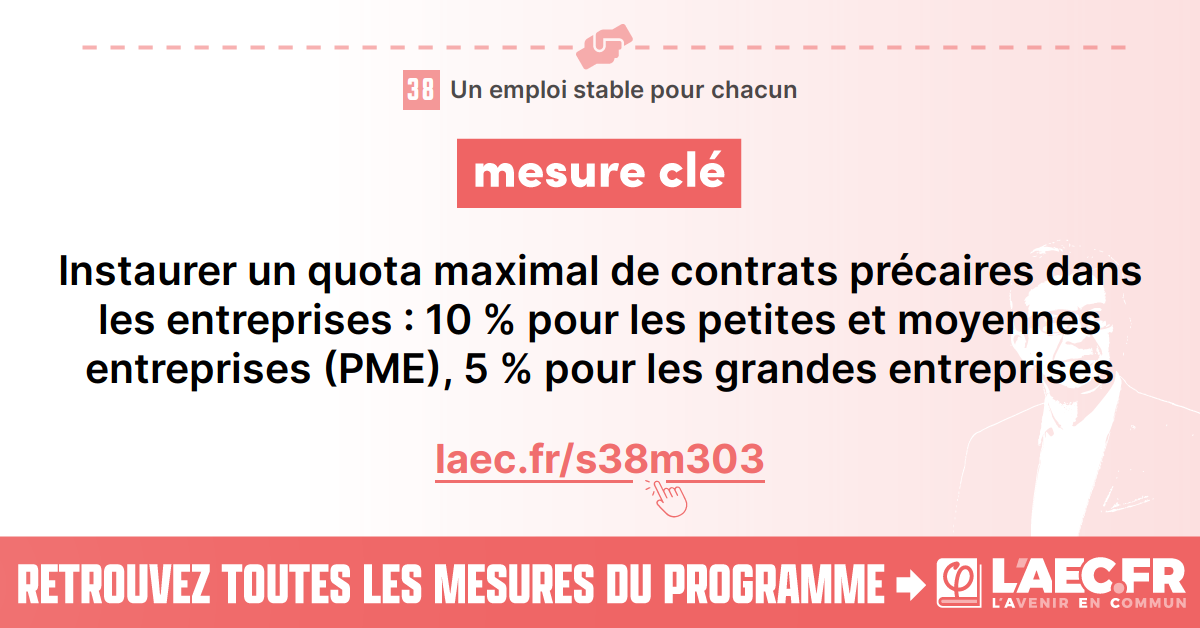 38 Un emploi stable pour chacun
mesure clé
Instaurer un quota maximal de contrats précaires dans
les entreprises : 10 % pour les petites et moyennes
entreprises (PME), 5 % pour les grandes entreprises
laec.fr/s38m303
RETROUVEZ TOUTES LES MESURES DU PROGRAMME → φ L'AEC.FR
L'AVENIR EN COMMUN